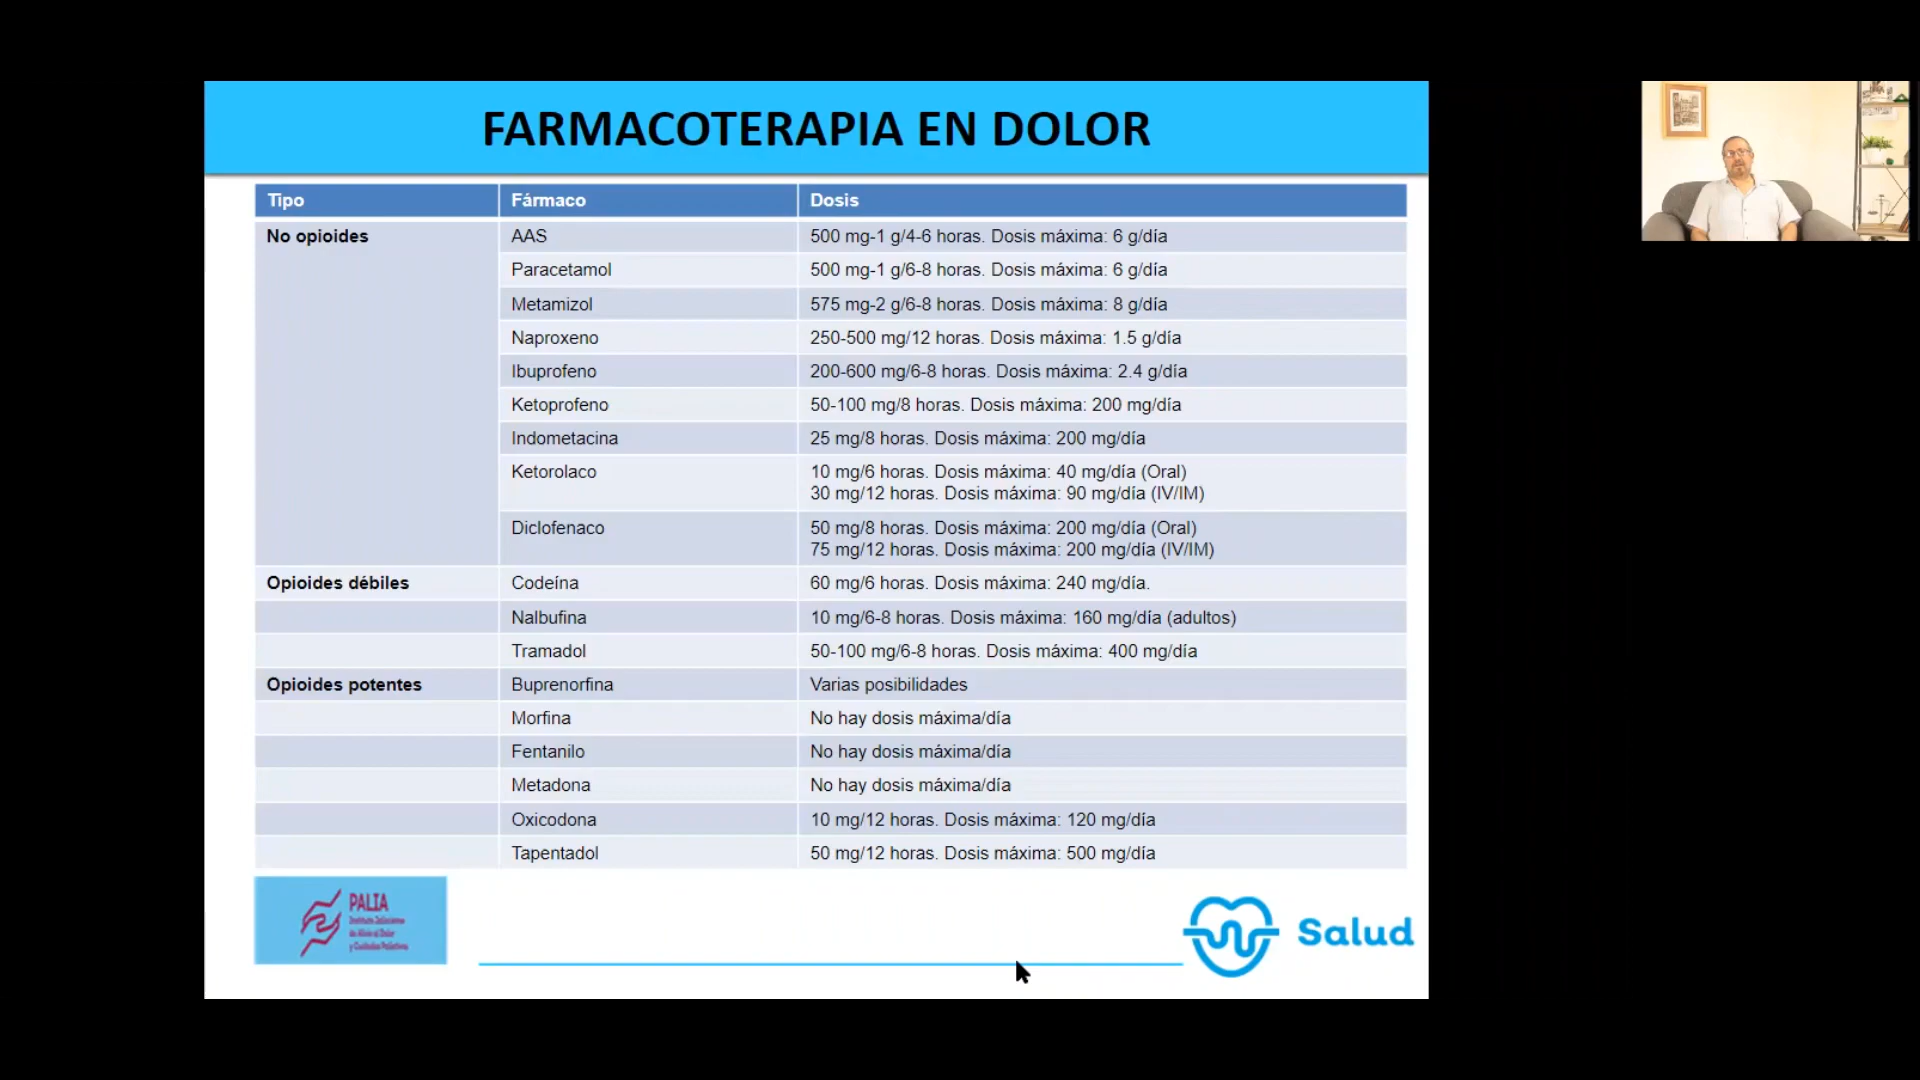 FARMACOTERAPIA EN DOLOR
Tipo Fármaco Dosis
No opioides AAS 500 mg-1 g/4-6 horas. Dosis máxima: 6 g/día
Paracetamol 500 mg-1 g/6-8 horas. Dosis máxima: 6 g/día
Metamizol 575 mg-2 g/6-8 horas. Dosis máxima: 8 g/día
Naproxeno 250-500 mg/12 horas. Dosis máxima: 1.5 g/día
Ibuprofeno 200-600 mg/6-8 horas. Dosis máxima: 2.4 g/día
Ketoprofeno 50-100 mg/8 horas. Dosis máxima: 200 mg/día
Indometacina 25 mg/8 horas. Dosis máxima: 200 mg/día
Ketorolaco 10 mg/6 horas. Dosis máxima: 40 mg/día (Oral)
30 mg/12 horas. Dosis máxima: 90 mg/día (IV/IM)
Diclofenaco 50 mg/8 horas. Dosis máxima: 200 mg/día (Oral)
75 mg/12 horas. Dosis máxima: 200 mg/día (IV/IM)
Opioides débiles Codeína 60 mg/6 horas. Dosis máxima: 240 mg/día.
Nalbufina 10 mg/6-8 horas. Dosis máxima: 160 mg/día (adultos)
Tramadol 50-100 mg/6-8 horas. Dosis máxima: 400 mg/día
Opioides potentes Buprenorfina Varias posibilidades
Morfina No hay dosis máxima/día
Fentanilo No hay dosis máxima/día
Metadona No hay dosis máxima/día
Oxicodona 10 mg/12 horas. Dosis máxima: 120 mg/día
Tapentadol 50 mg/12 horas. Dosis máxima: 500 mg/día
PALIA
Instituto Jalisciense
de Alivio al Dolor
y Cuidados Paliativos
Salud